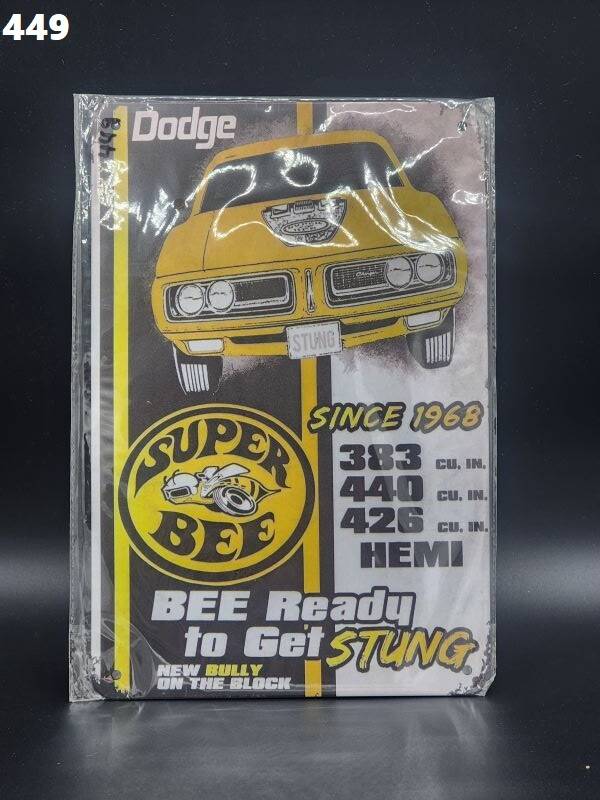 449
449
Dodge
STUNG
SINCE 1968
383 CU. IN.
440 CU. IN.
426 CU. IN.
HEMI
SUPER
BEE
BEE Ready
to Get STUNG
NEW BULLY
ON THE BLOCK